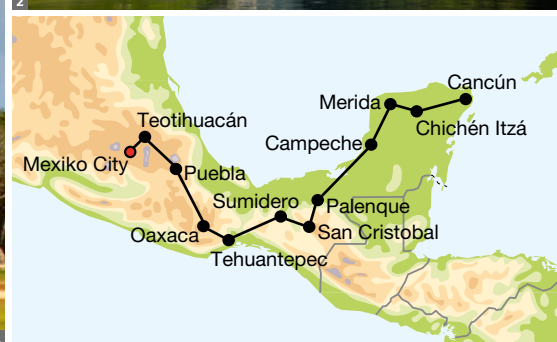 2
Cancún
Merida
Chichén Itzá
Teotihuacán
Campeche
Mexiko City
Puebla
Sumidero
Palenque
Oaxaca
San Cristobal
Tehuantepec